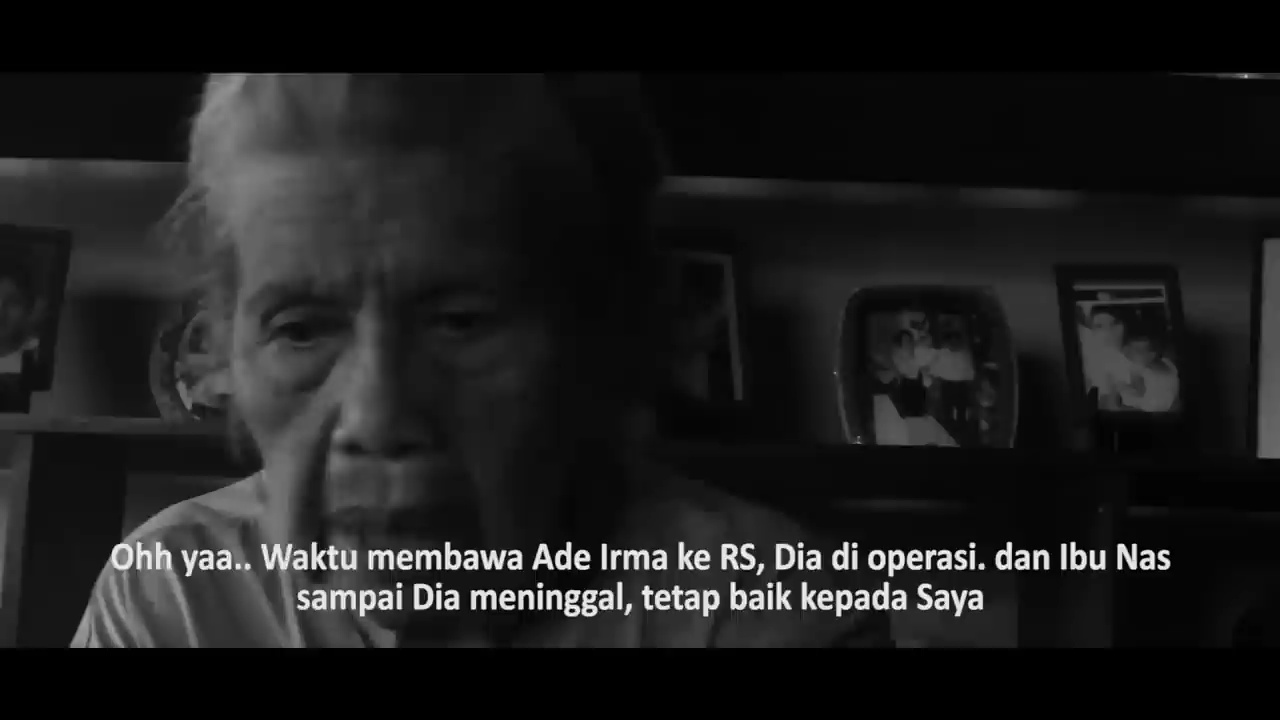 Ohh yaa.. Waktu membawa Ade Irma ke RS, Dia di operasi. dan Ibu Nas
sampai Dia meninggal, tetap baik kepada Saya